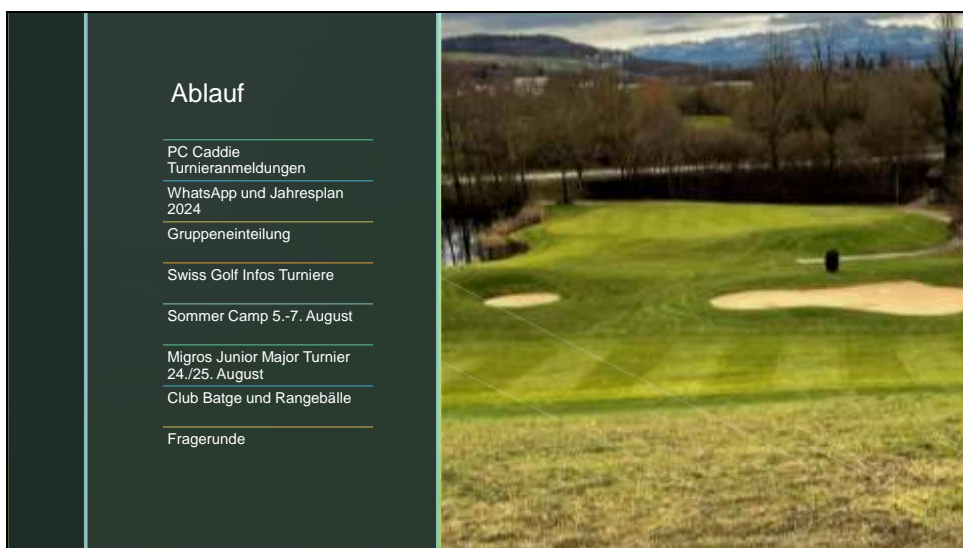 Ablauf
PC Caddie
Turnieranmeldungen
WhatsApp und Jahresplan
2024
Gruppeneinteilung
Swiss Golf Infos Turniere
Sommer Camp 5.-7. August
Migros Junior Major Turnier
24./25. August
Club Batge und Rangebälle
Fragerunde